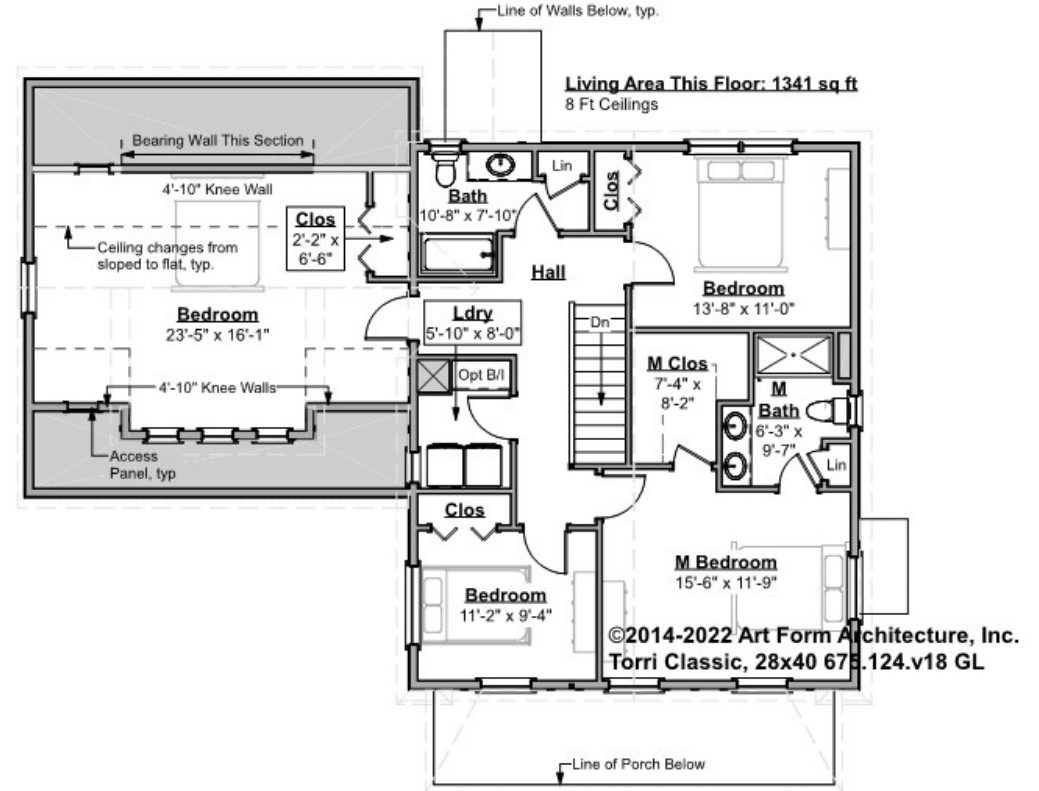 Line of Walls Below, typ.
Living Area This Floor: 1341 sq ft
8 Ft Ceilings
Bearing Wall This Section
4'-10" Knee Wall
Clos
2'-2" x
6'-6"
Ceiling changes from
sloped to flat, typ.
Bedroom
23'-5" x 16'-1"
4'-10" Knee Walls
Access
Panel, typ
Bath
10'-8" x 7'-10"
Lin
Clos
Hall
Bedroom
13'-8" x 11'-0"
Ldry
5'-10" x 8'-0"
Dn
Opt B/I
M Clos
7'-4" x
8'-2"
M
Bath
6'-3" x
9'-7"
Lin
Clos
Bedroom
11'-2" x 9'-4"
M Bedroom
15'-6" x 11'-9"
©2014-2022 Art Form Architecture, Inc.
Torri Classic, 28x40 675.124.v18 GL
Line of Porch Below